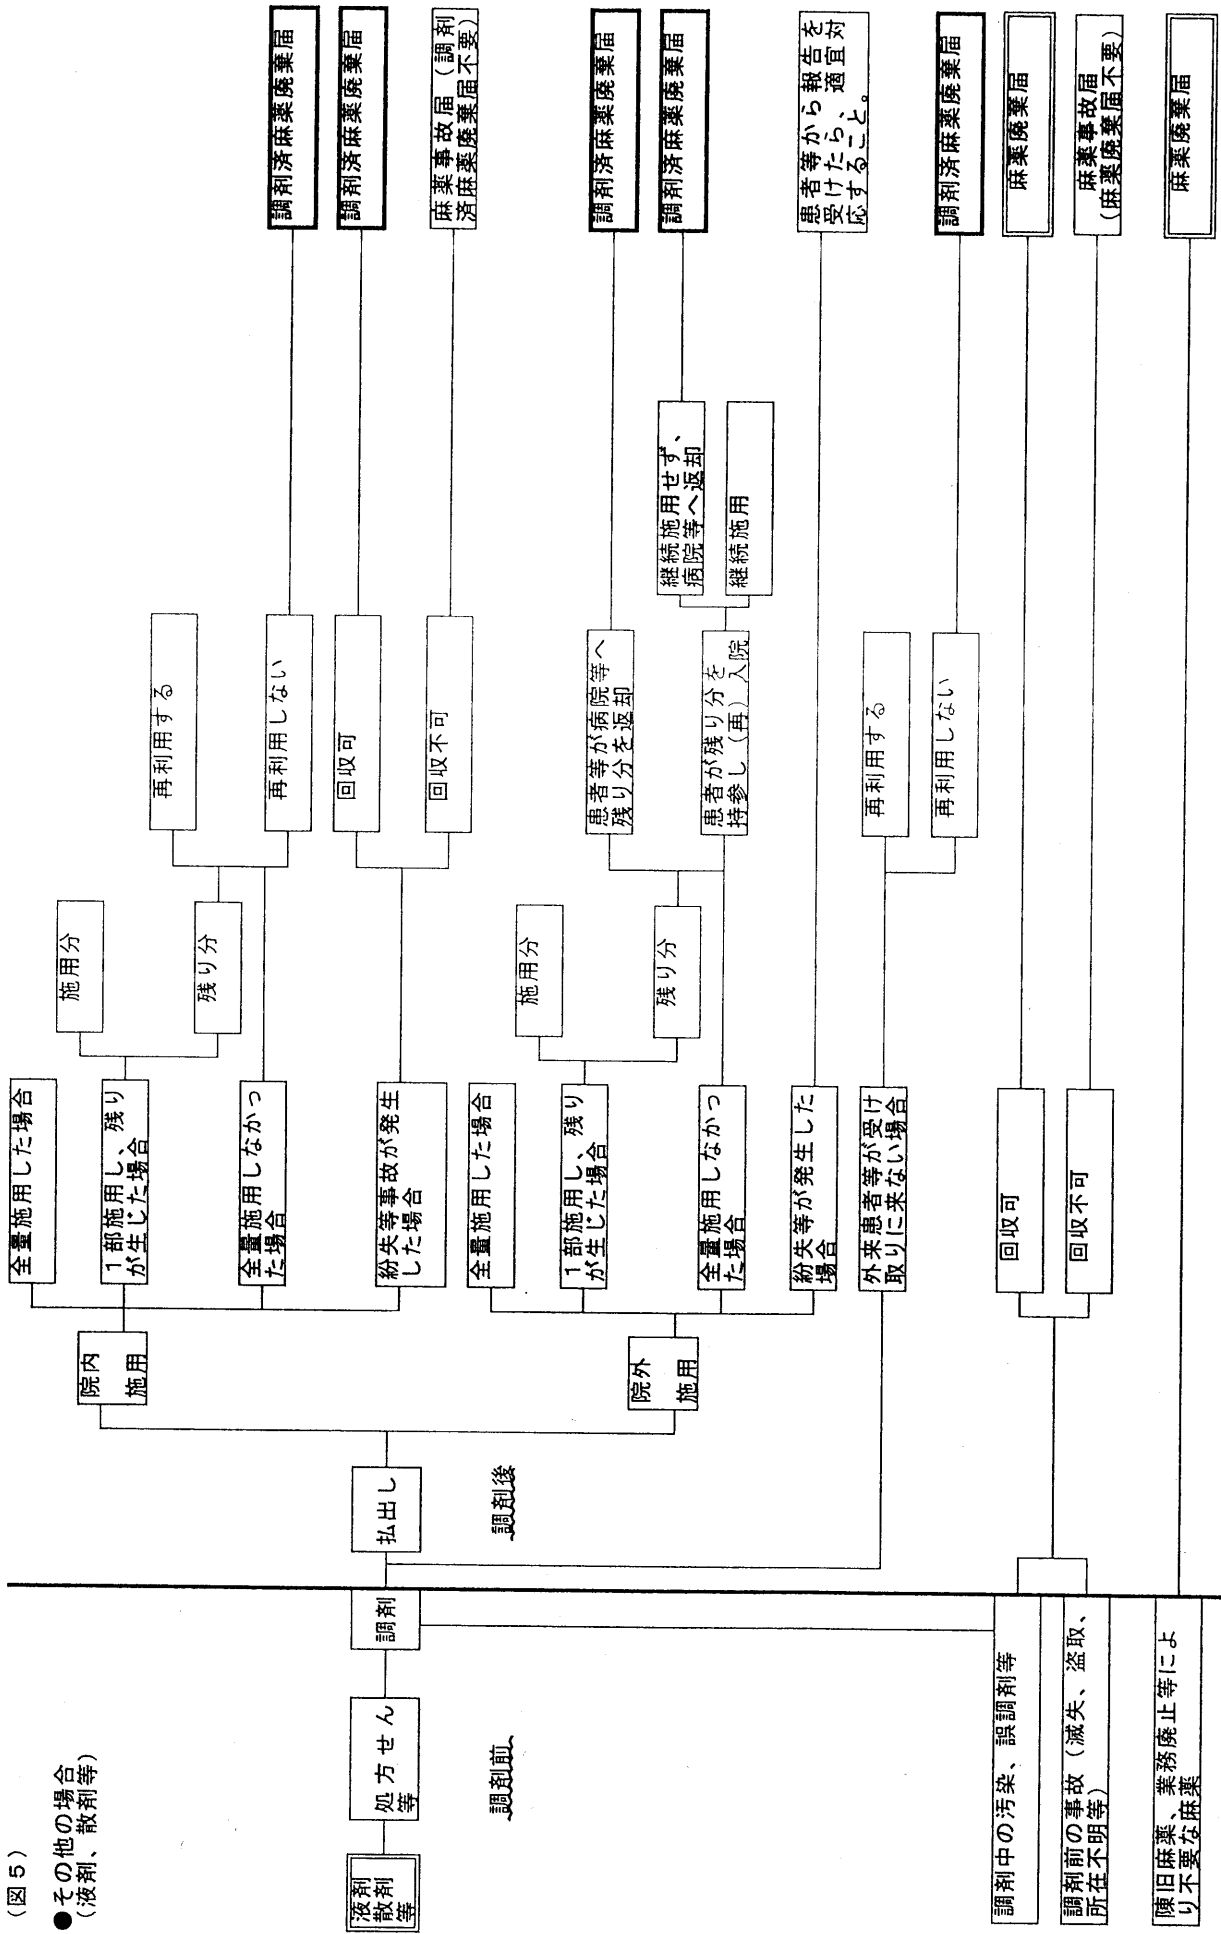 (図5)
●その他の場合
(液剤、散剤等)
液剤
散剤
等
処方せん
等
調剤
調剤前
調剤後
払出し
院内
施用
全量施用した場合
1部施用し、残り
が生じた場合
施用分
残り分
全量施用しなかっ
た場合
再利用する
再利用しない
調剤済麻薬廃棄届
紛失等事故が発生
した場合
回収可
調剤済麻薬廃棄届
回収不可
麻薬事故届(調剤
済麻薬廃棄届不要)
院外
施用
全量施用した場合
1部施用し、残り
が生じた場合
施用分
残り分
全量施用しなかっ
た場合
患者等が病院等へ
残り分を返却
調剤済麻薬廃棄届
患者が残り分を
持参し(再)入院
継続施用せず、
病院等へ返却
調剤済麻薬廃棄届
継続施用
紛失等が発生した
場合
患者等から報告を
受けたら、適宜対
応すること。
外来患者等が受け
取りに来ない場合
再利用する
再利用しない
調剤済麻薬廃棄届
調剤中の汚染、誤調剤等
調剤前の事故(滅失、盗取、
所在不明等)
回収可
麻薬廃棄届
回収不可
麻薬事故届
(麻薬廃棄届不要)
陳旧麻薬、業務廃止等によ
り不要な麻薬
麻薬廃棄届